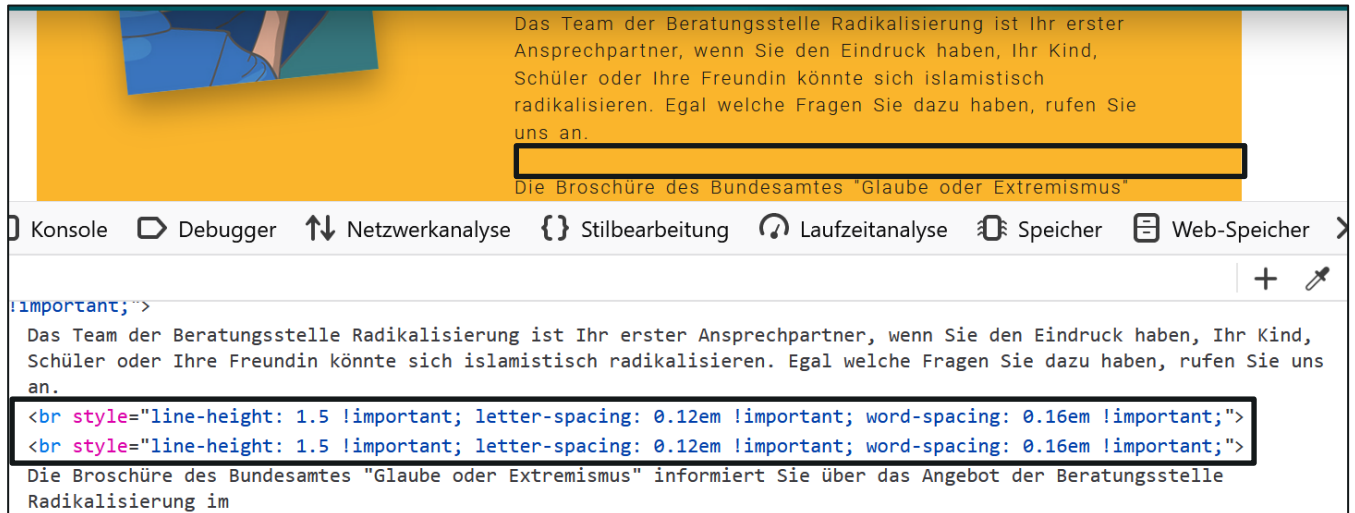 Das Team der Beratungsstelle Radikalisierung ist Ihr erster
Ansprechpartner, wenn Sie den Eindruck haben, Ihr Kind,
Schüler oder Ihre Freundin könnte sich islamistisch
radikalisieren. Egal welche Fragen Sie dazu haben, rufen Sie
uns an.
Die Broschüre des Bundesamtes "Glaube oder Extremismus"
Konsole Debugger Netzwerkanalyse Stilbearbeitung Laufzeitanalyse Speicher Web-Speicher
!important;">
Das Team der Beratungsstelle Radikalisierung ist Ihr erster Ansprechpartner, wenn Sie den Eindruck haben, Ihr Kind,
Schüler oder Ihre Freundin könnte sich islamistisch radikalisieren. Egal welche Fragen Sie dazu haben, rufen Sie uns
an.
<br style="line-height: 1.5 !important; letter-spacing: 0.12em !important; word-spacing: 0.16em !important;">
<br style="line-height: 1.5 !important; letter-spacing: 0.12em !important; word-spacing: 0.16em !important;">
Die Broschüre des Bundesamtes "Glaube oder Extremismus" informiert Sie über das Angebot der Beratungsstelle
Radikalisierung im